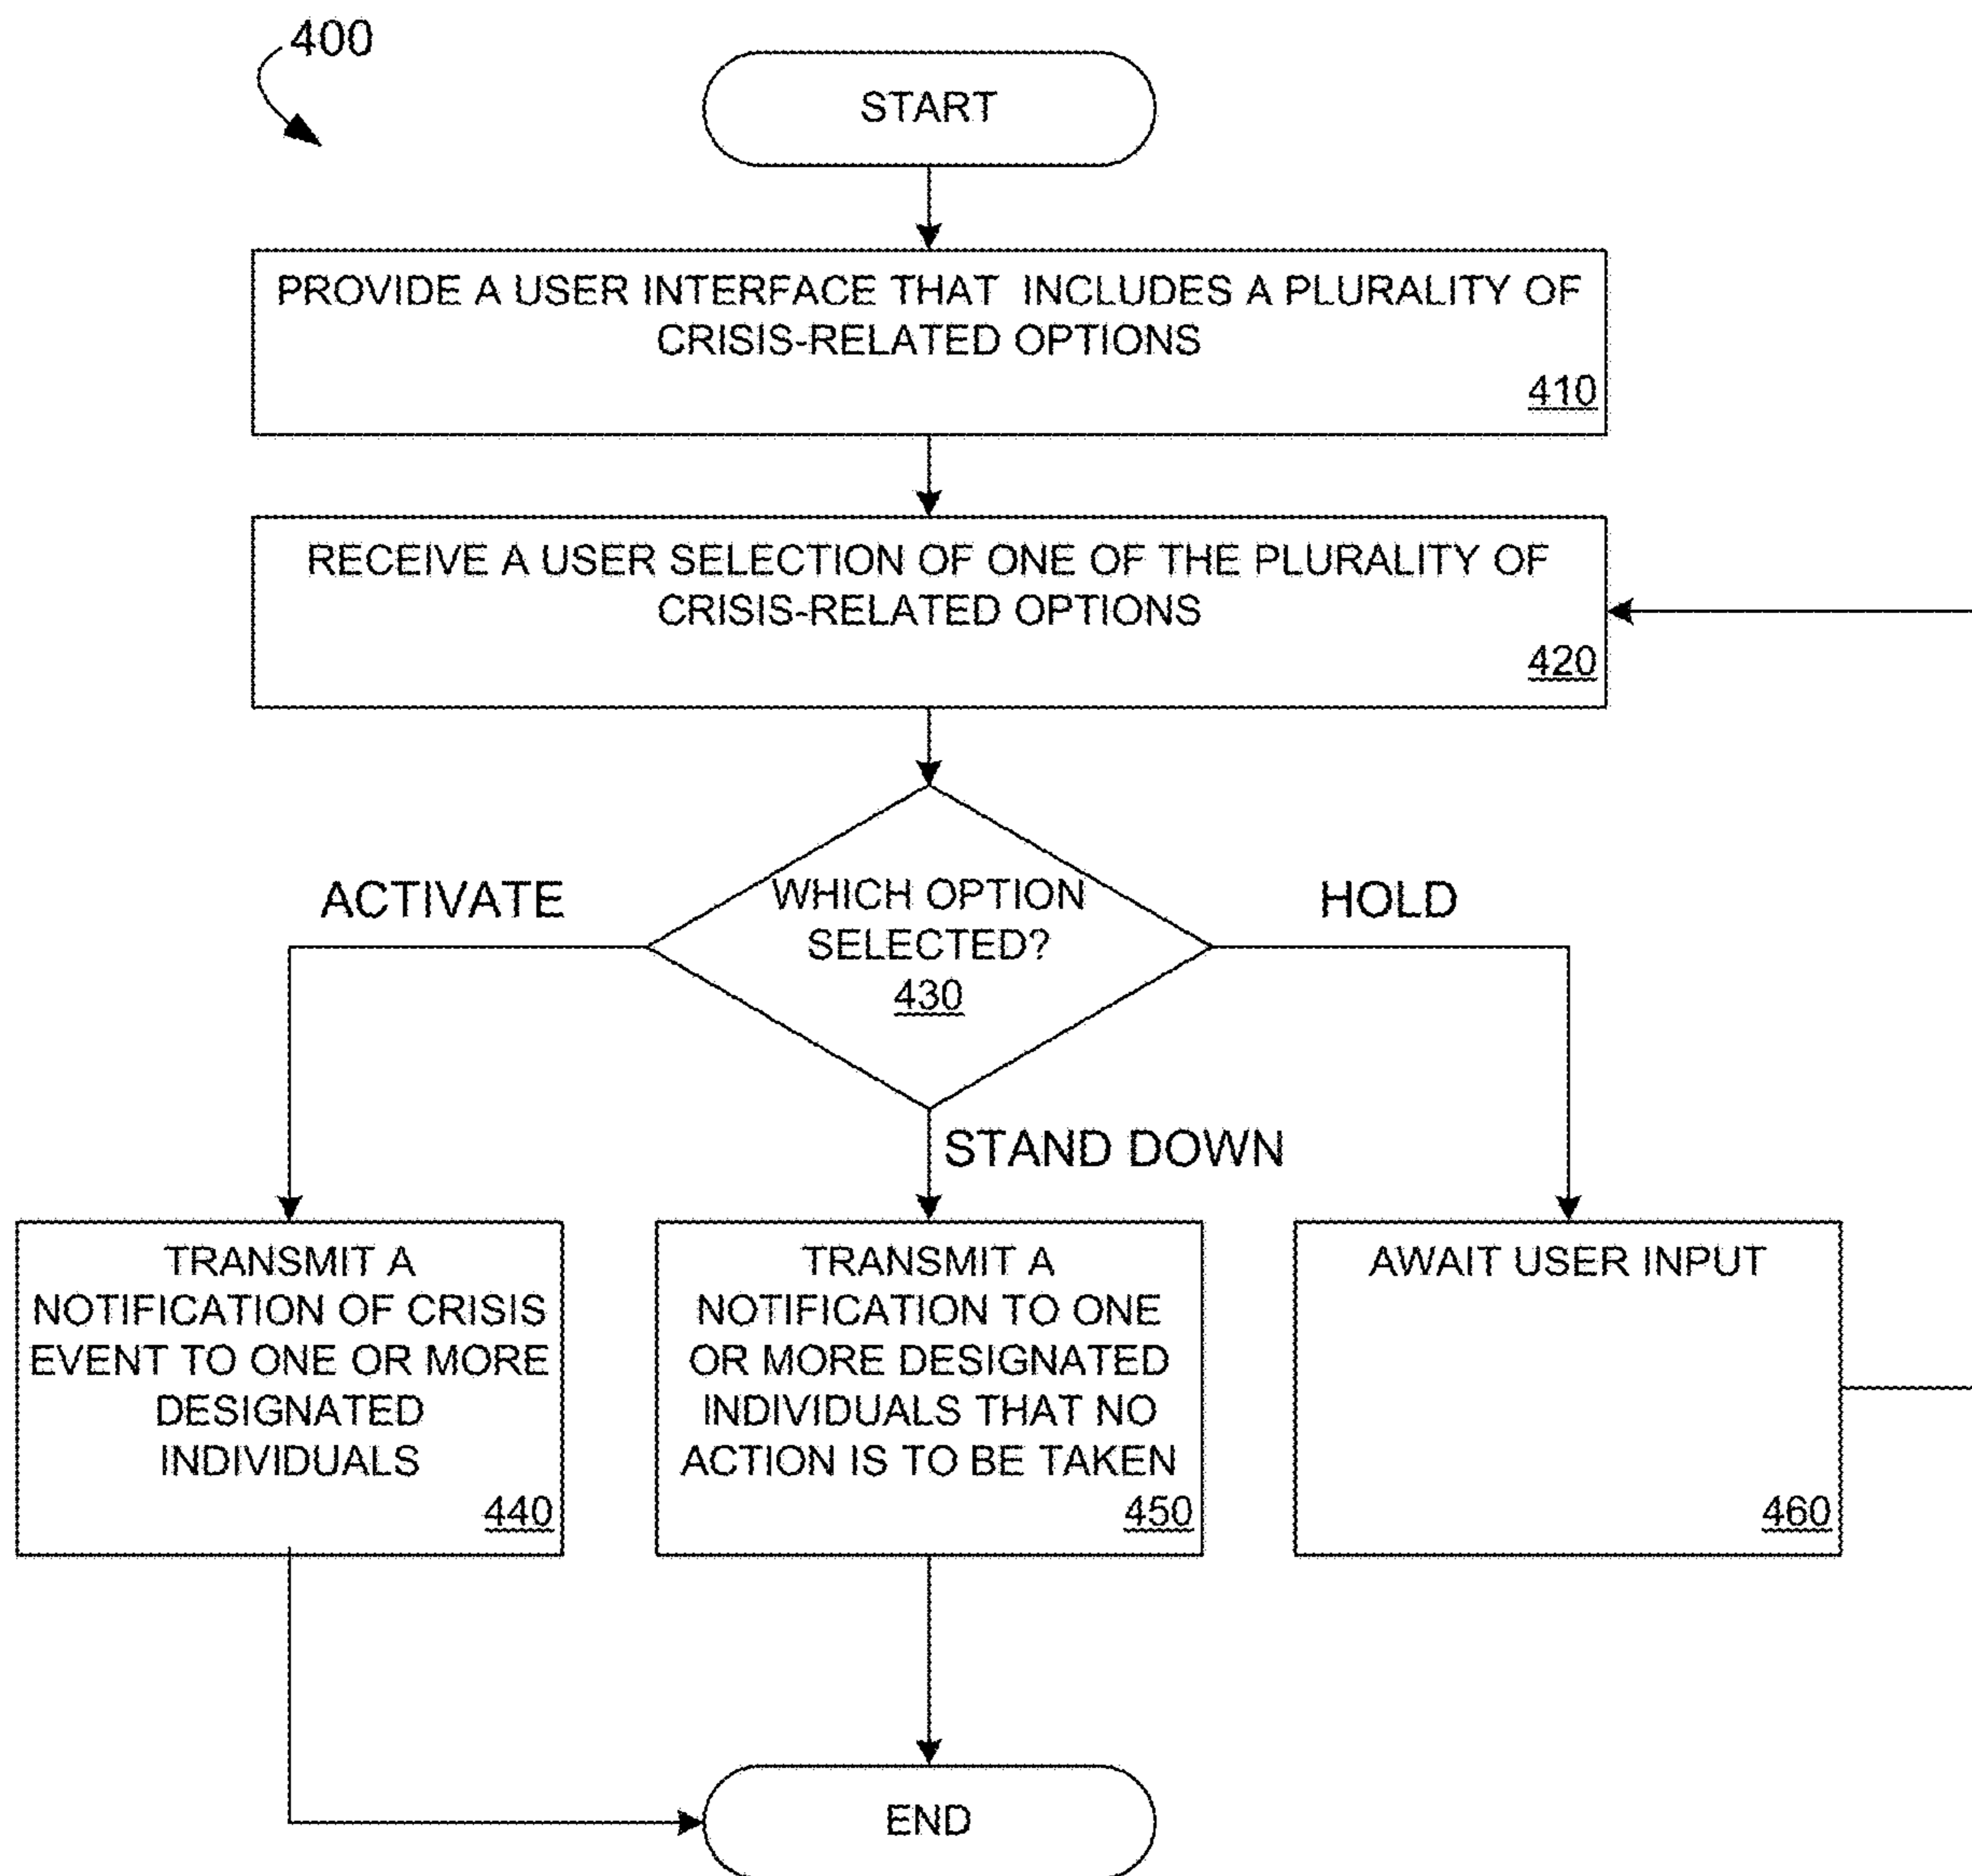 400
START
PROVIDE A USER INTERFACE THAT INCLUDES A PLURALITY OF
CRISIS-RELATED OPTIONS
410
RECEIVE A USER SELECTION OF ONE OF THE PLURALITY OF
CRISIS-RELATED OPTIONS
420
WHICH OPTION
SELECTED?
430
ACTIVATE
HOLD
STAND DOWN
TRANSMIT A
NOTIFICATION OF CRISIS
EVENT TO ONE OR MORE
DESIGNATED
INDIVIDUALS
440
TRANSMIT A
NOTIFICATION TO ONE
OR MORE DESIGNATED
INDIVIDUALS THAT NO
ACTION IS TO BE TAKEN
450
AWAIT USER INPUT
460
END